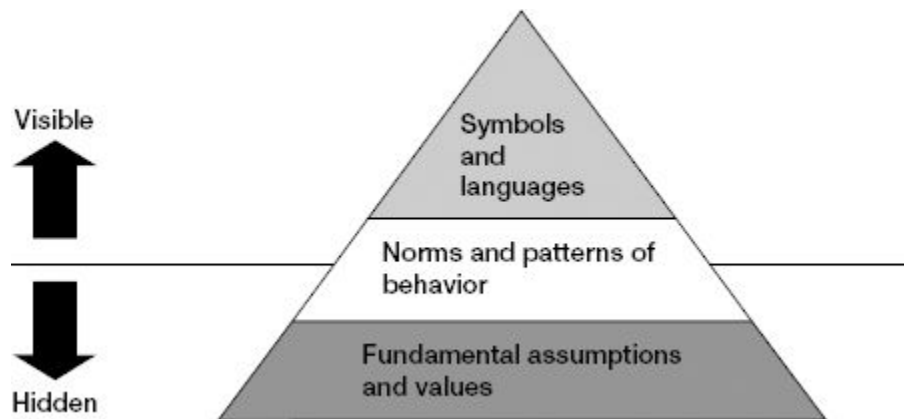 Visible
Symbols
and
languages
Norms and patterns of
behavior
Fundamental assumptions
and values
Hidden